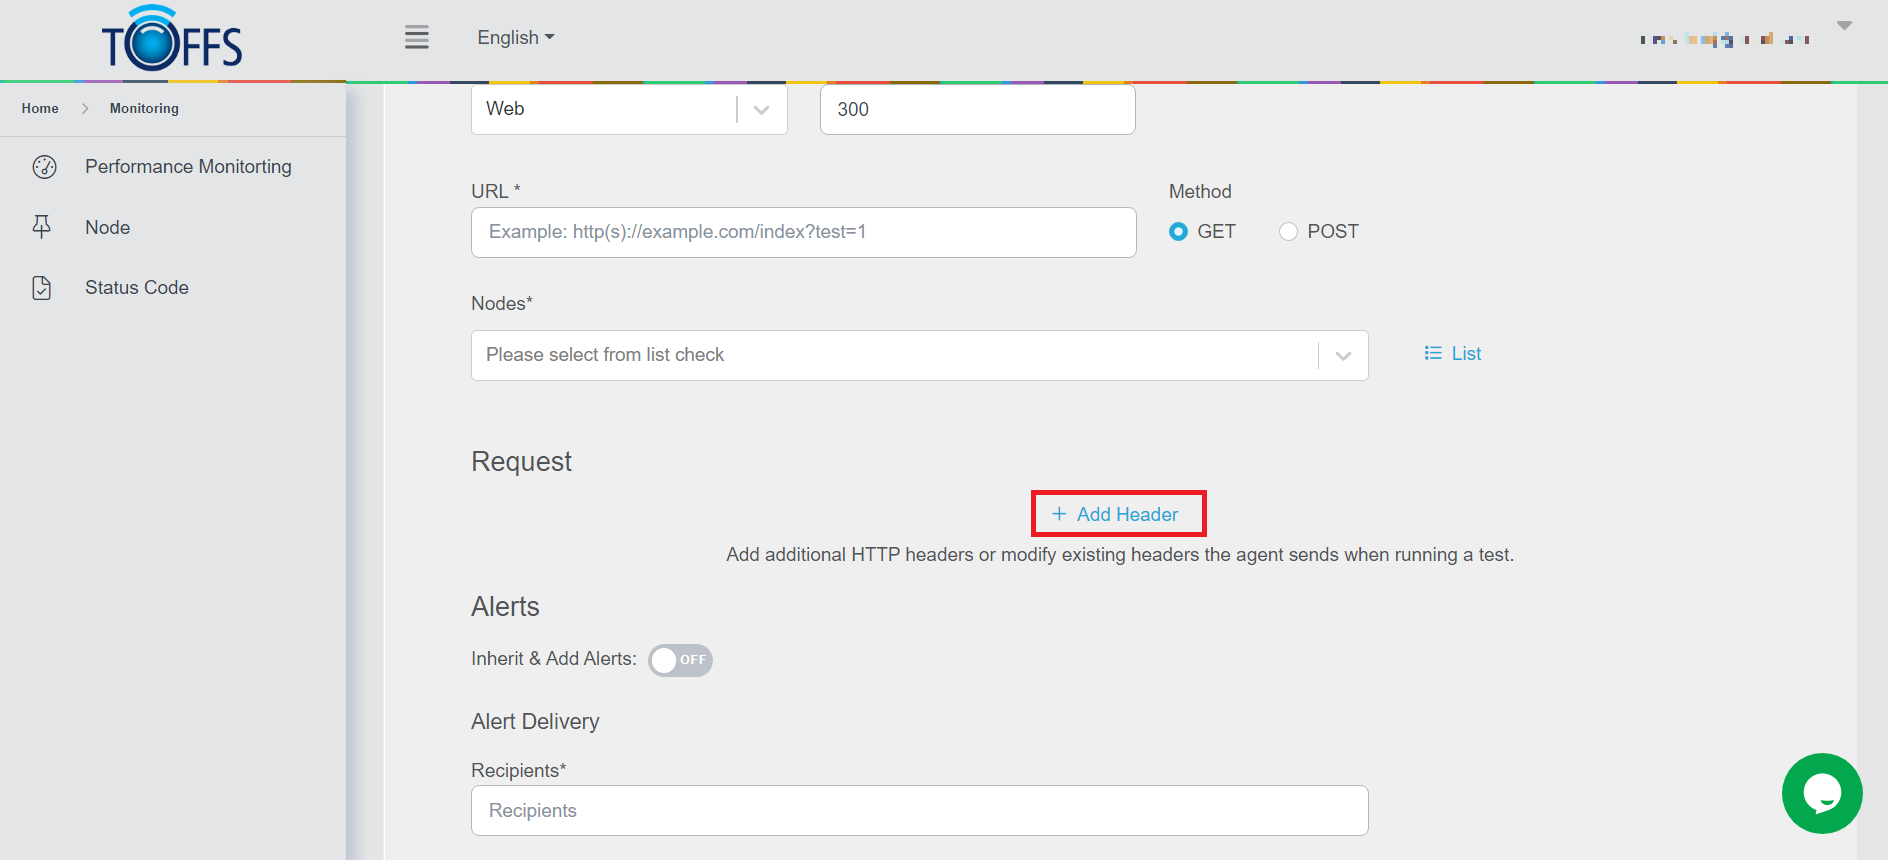 TOFFS
English
Home
Monitoring
Performance Monitorting
Node
Status Code
Web
300
URL *
Example: http(s)://example.com/index?test=1
Method
GET
POST
Nodes*
Please select from list check
List
Request
+ Add Header
Add additional HTTP headers or modify existing headers the agent sends when running a test.
Alerts
Inherit & Add Alerts:
OFF
Alert Delivery
Recipients*
Recipients